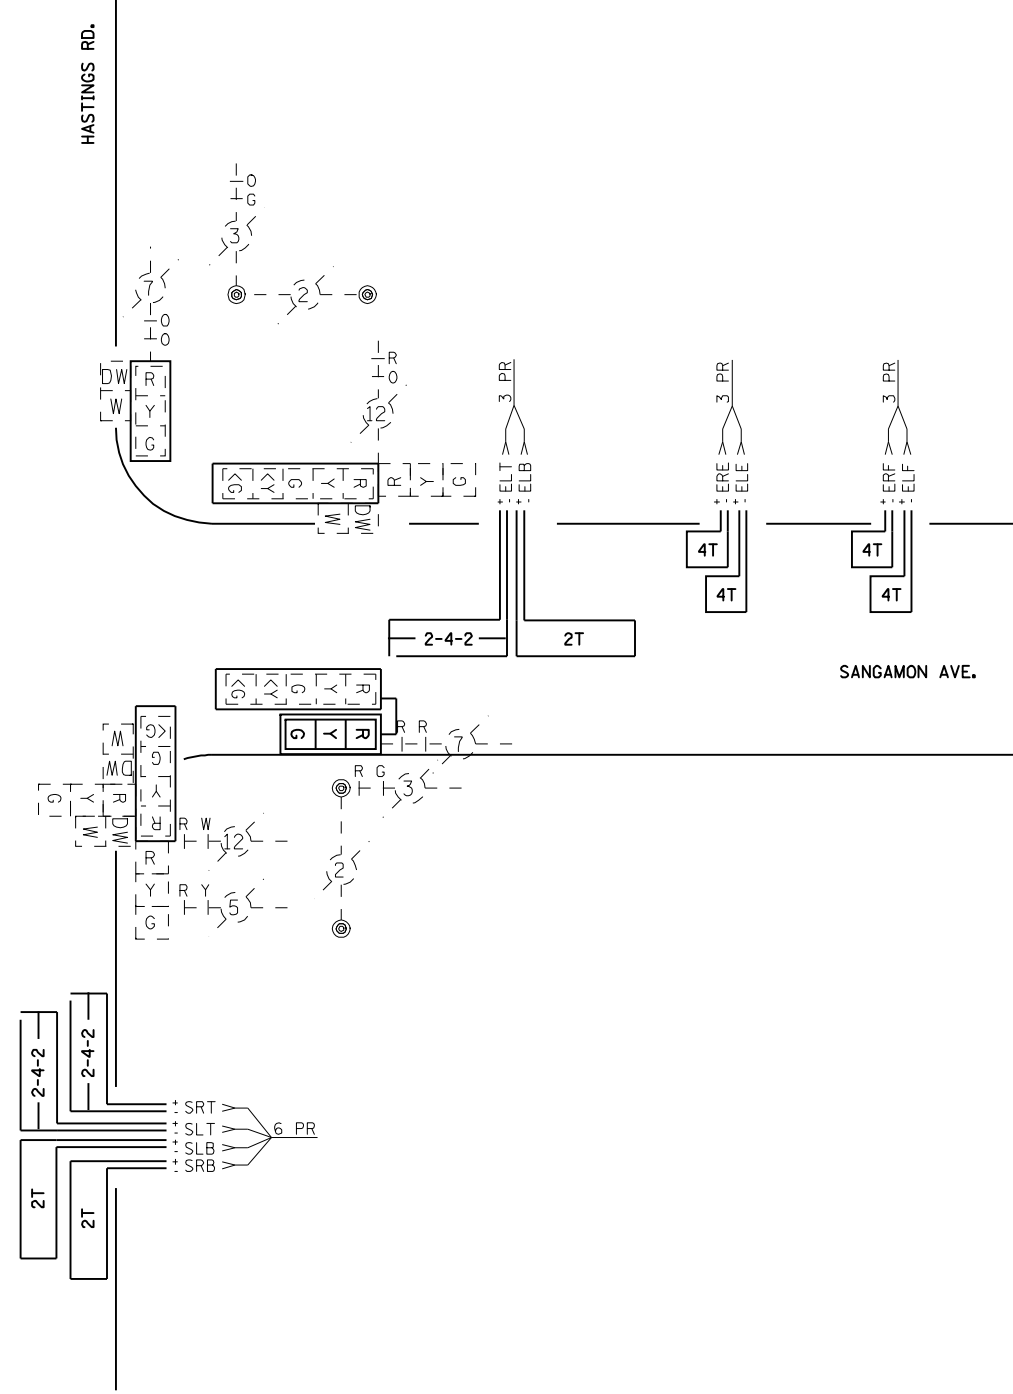 HASTINGS RD.
O
G
3
7
2
O
O
R
O
12
DW
W
R
Y
G
<G
<Y
G
Y
R
R
Y
G
W
DW
3 PR
3 PR
3 PR
+
-
ELT
+
-
ELB
+
-
ERE
+
-
ELE
+
-
ERF
+
-
ELF
4T
4T
4T
4T
2-4-2
2T
SANGAMON AVE.
<G
<Y
G
Y
R
G
Y
R
R R
7
R G
3
W
DW
<G
G
Y
R
G
Y
R
W
DW
R W
12
2
R
Y
G
R Y
5
2-4-2
2-4-2
+
- SRT
+
- SLT
+
- SLB
+
- SRB
6 PR
2T
2T